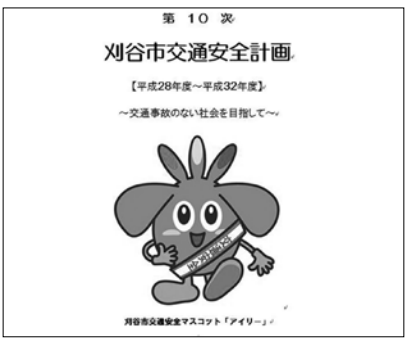 第 10 次
刈谷市交通安全計画
【平成28年度～平成32年度】
～交通事故のない社会を目指して～
刈谷市交通安全マスコット「アイリー」